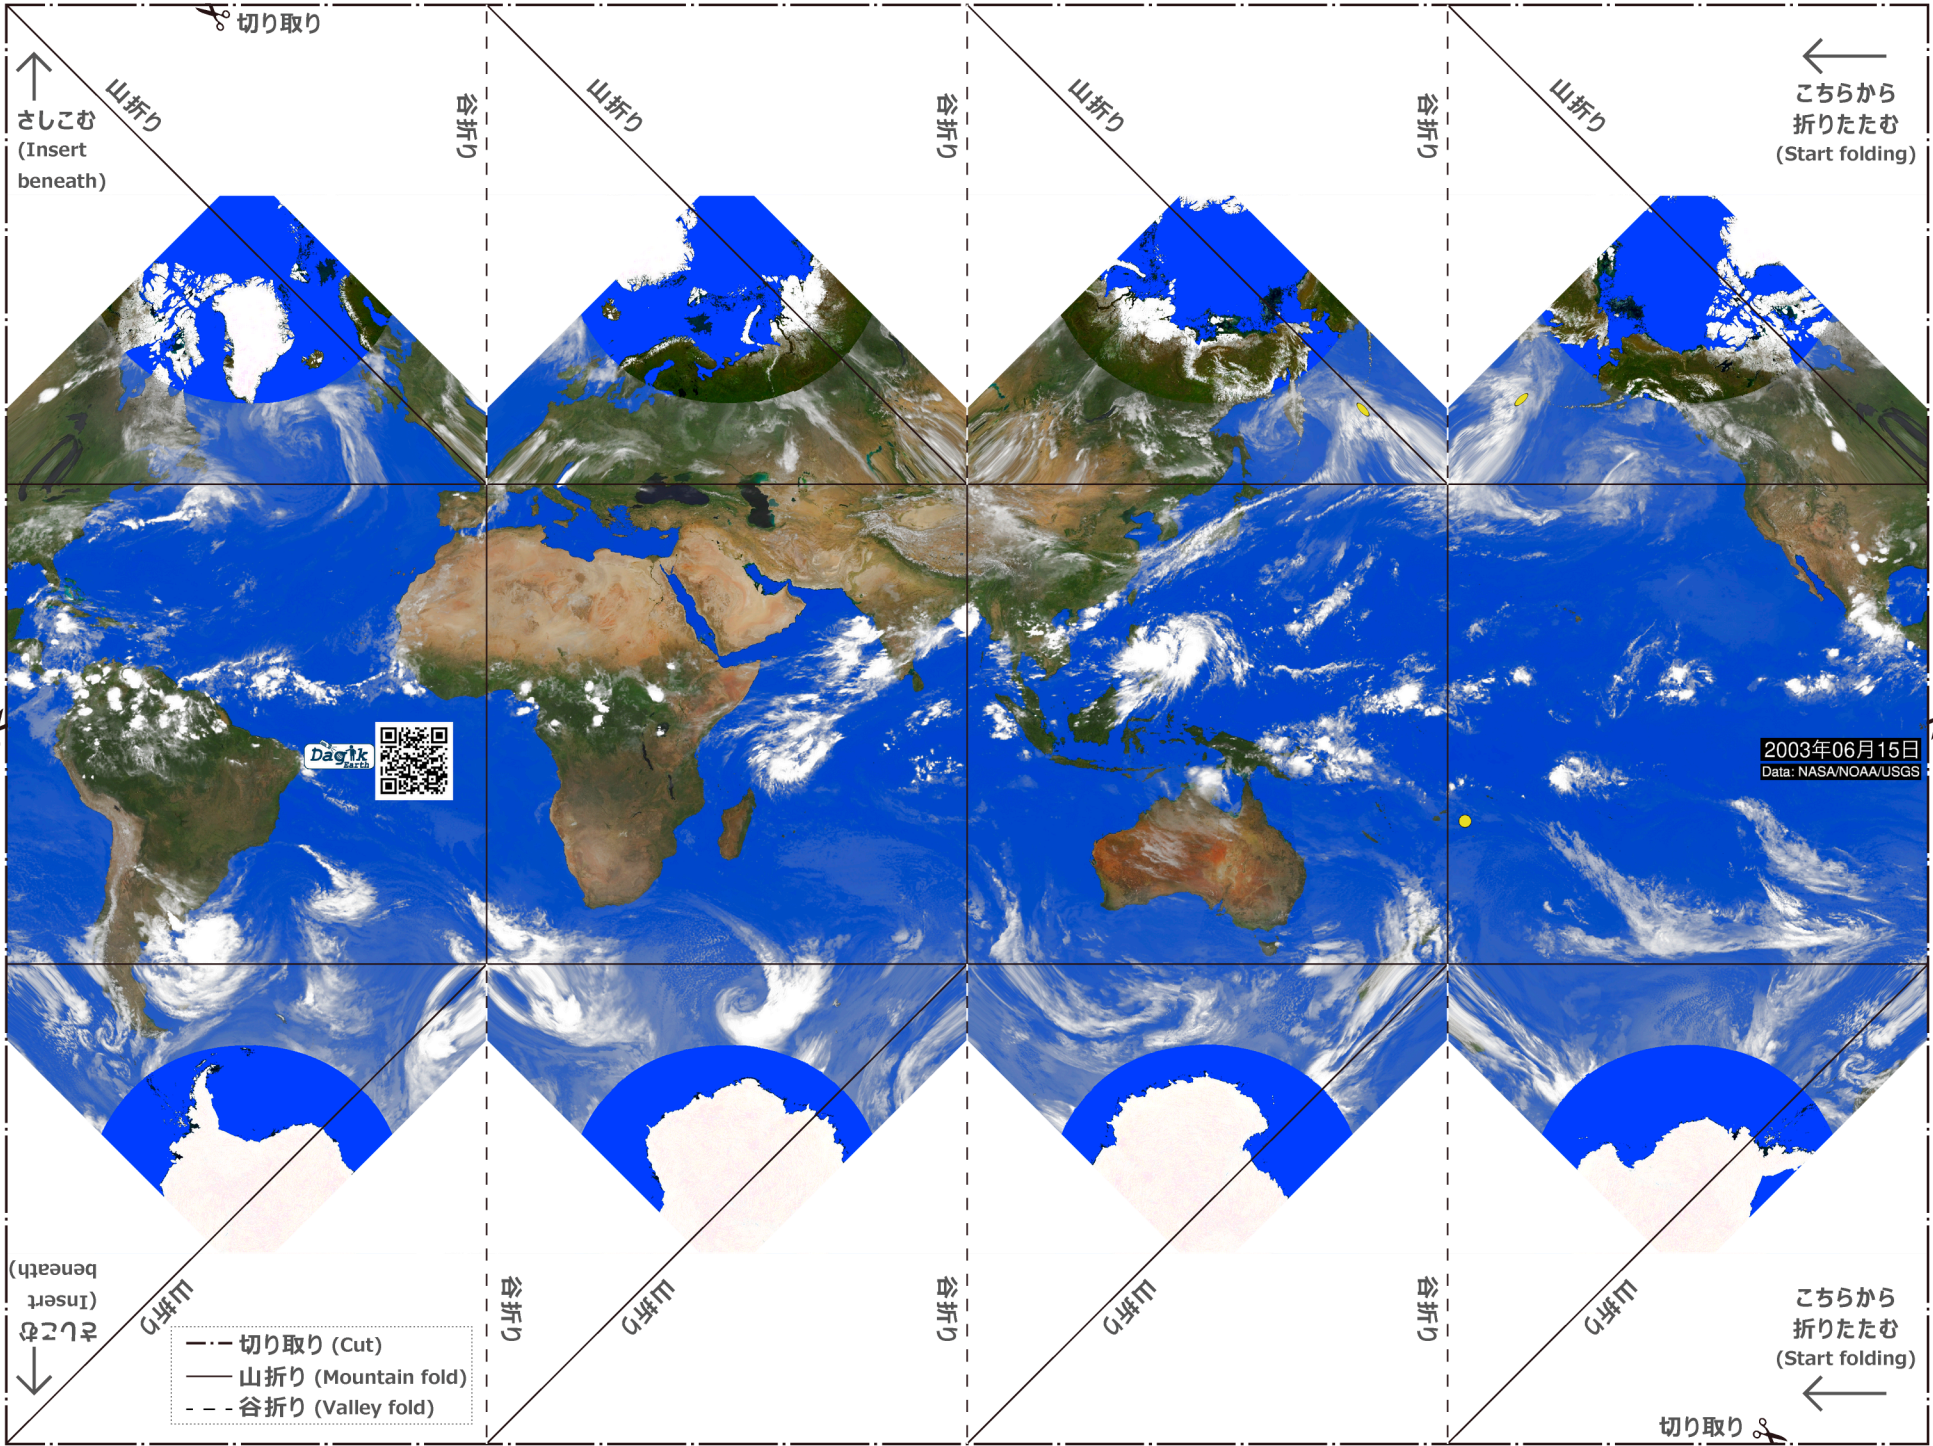 切り取り
山折り
谷折り
山折り
谷折り
山折り
谷折り
山折り
さしこむ
(Insert
beneath)
こちらから
折りたたむ
(Start folding)
Dagik
Earth
2003年06月15日
Data: NASA/NOAA/USGS
さしこむ
(Insert
beneath)
山折り
谷折り
山折り
谷折り
山折り
谷折り
山折り
こちらから
折りたたむ
(Start folding)
切り取り (Cut)
山折り (Mountain fold)
谷折り (Valley fold)
切り取り